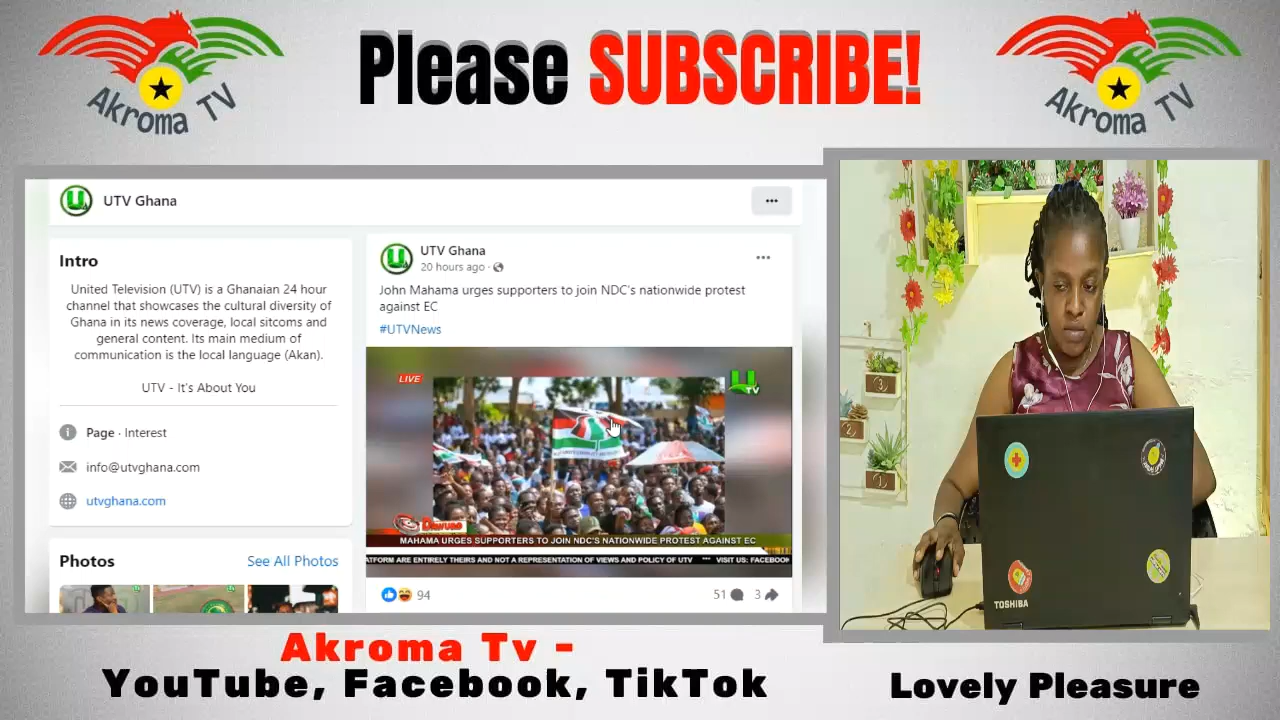 Akroma TV
Please SUBSCRIBE!
Akroma TV
UTV Ghana
Intro
United Television (UTV) is a Ghanaian 24 hour
channel that showcases the cultural diversity of
Ghana in its news coverage, local sitcoms and
general content. Its main medium of
communication is the local language (Akan).
UTV - It's About You
Page · Interest
info@utvghana.com
utvghana.com
Photos
See All Photos
UTV Ghana
20 hours ago ·
John Mahama urges supporters to join NDC's nationwide protest
against EC
#UTVNews
LIVE
U TV
MAHAMA URGES SUPPORTERS TO JOIN NDC'S NATIONWIDE PROTEST AGAINST EC
ATFORM ARE ENTIRELY THEIRS AND NOT A REPRESENTATION OF VIEWS AND POLICY OF UTV *** VISIT US: FACEBOOK
94
51
3
3
2
1
TOSHIBA
Akroma Tv -
YouTube, Facebook, TikTok
Lovely Pleasure